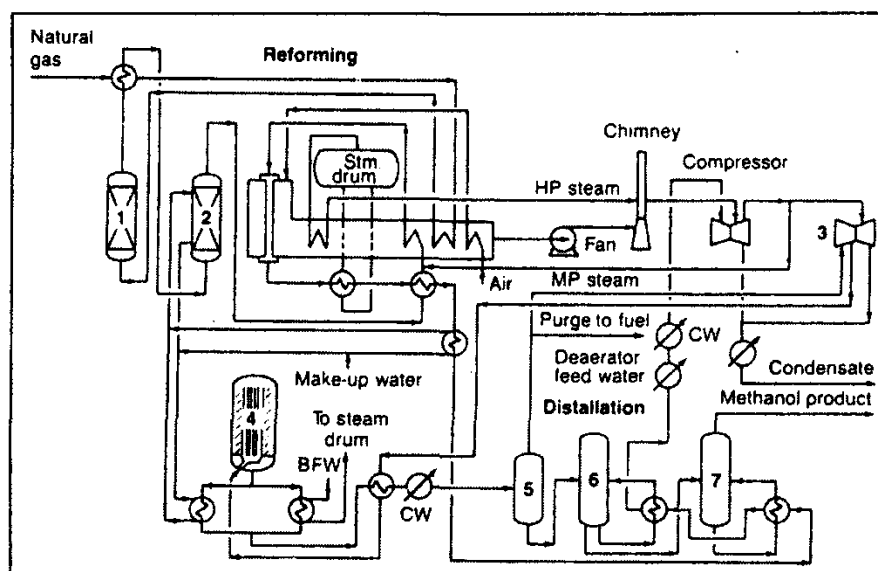 Natural
gas
Reforming
Chimney
Compressor
Stm.
drum
HP steam
1
2
3
Fan
Air
MP steam
Purge to fuel
CW
Make-up water
Deaerator
feed water
Condensate
Methanol product
4
To steam
drum
Distallation
BFW
5
6
7
CW